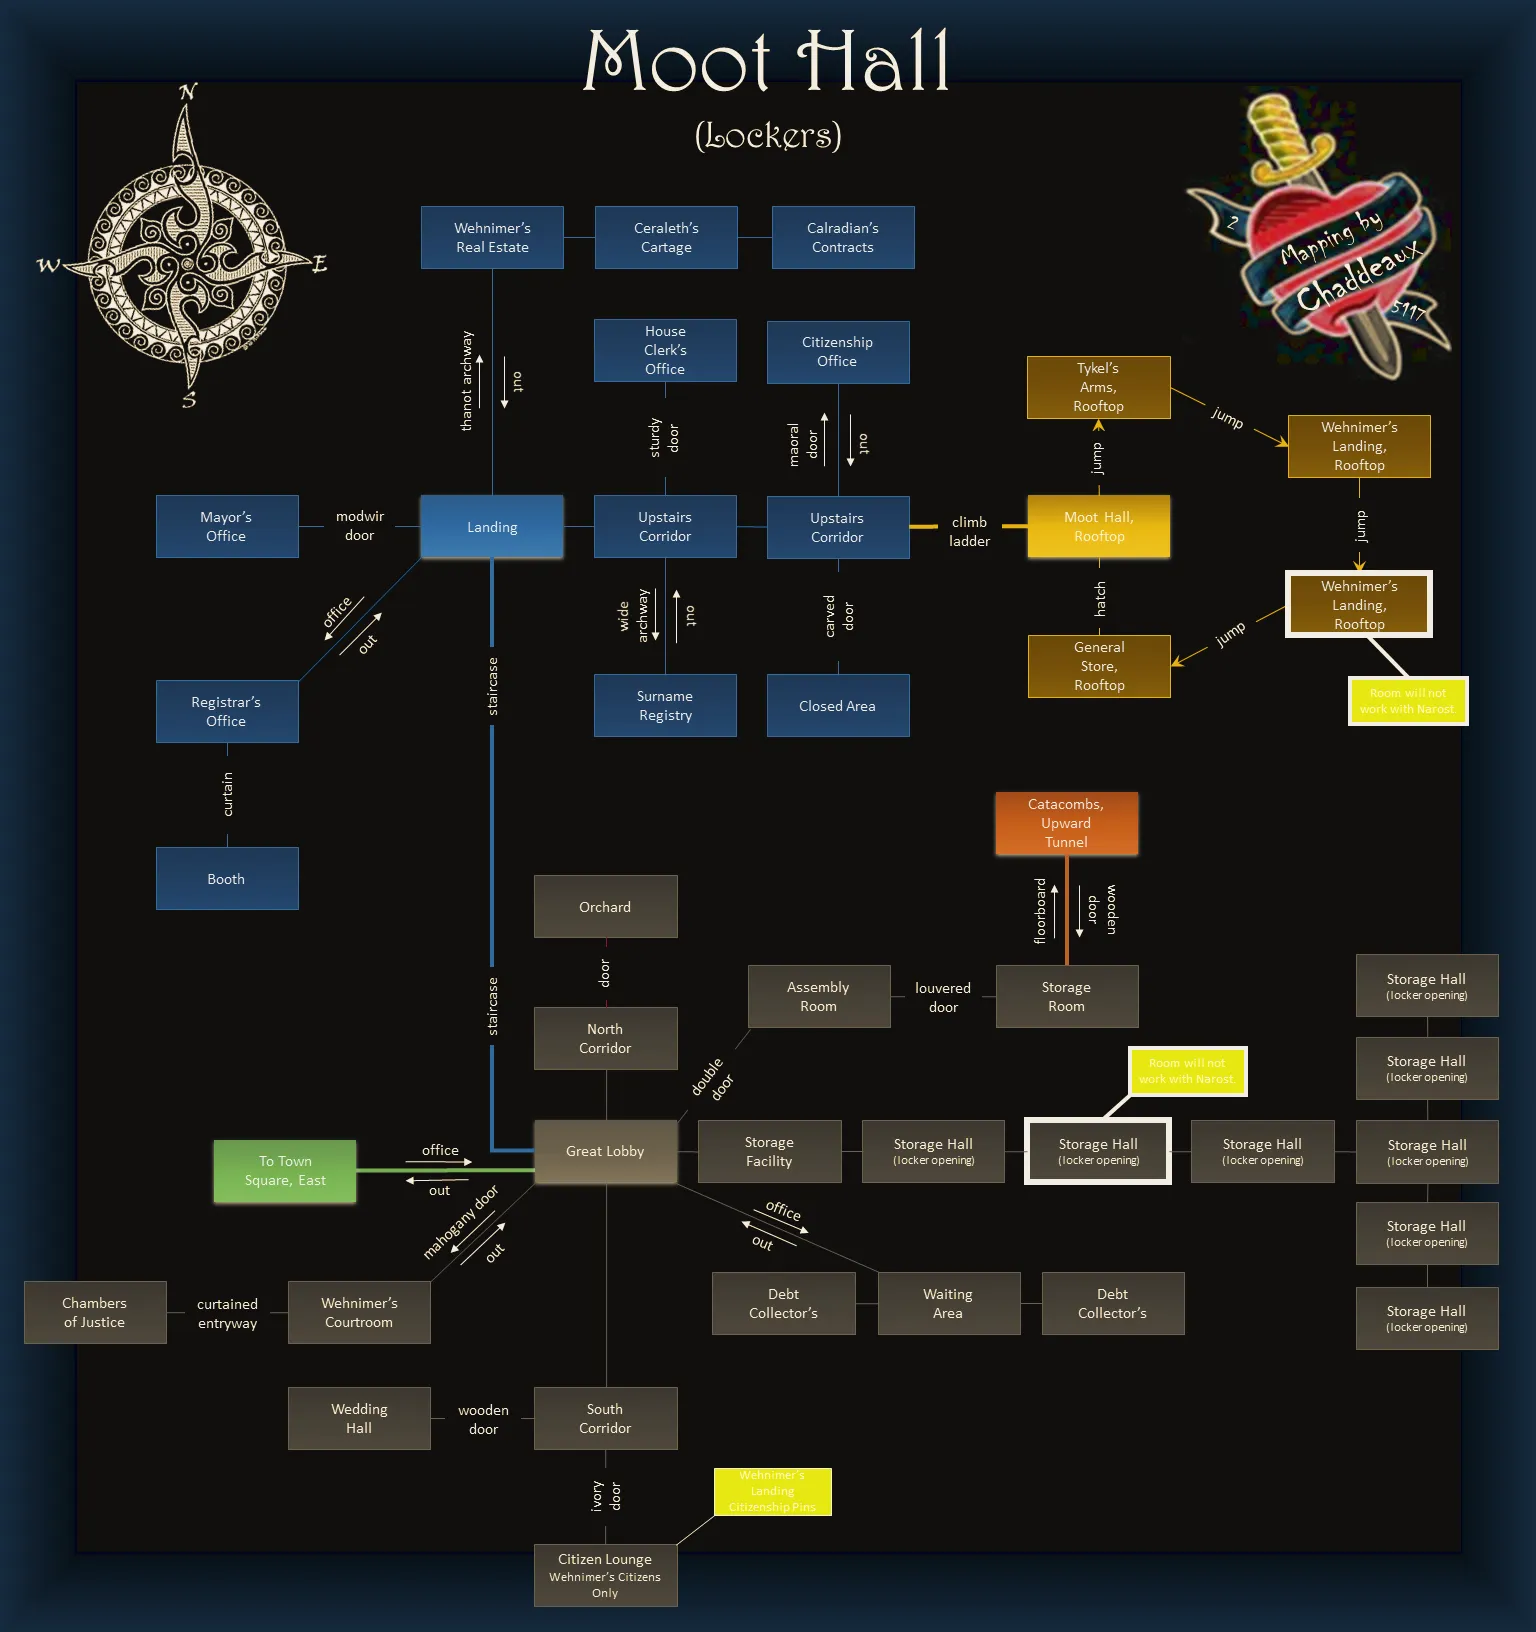 Moot Hall
(Lockers)
N
W
E
S
2
Mapping by
Chaddeaux
5117
Wehnimer's
Real Estate
Ceraleth's
Cartage
Calradian's
Contracts
thanot archway
out
House
Clerk's
Office
Citizenship
Office
sturdy
door
maoral
door
out
Tykel's
Arms,
Rooftop
jump
Wehnimer's
Landing,
Rooftop
jump
jump
Mayor's
Office
modwir
door
Landing
Upstairs
Corridor
Upstairs
Corridor
climb
ladder
Moot Hall,
Rooftop
office
out
wide
archway
out
carved
door
hatch
Wehnimer's
Landing,
Rooftop
jump
General
Store,
Rooftop
Room will not
work with Narost.
staircase
Registrar's
Office
Surname
Registry
Closed Area
curtain
Booth
Catacombs,
Upward
Tunnel
floorboard
wooden
door
Orchard
door
staircase
North
Corridor
Assembly
Room
louvered
door
Storage
Room
double
door
Room will not
work with Narost.
Storage Hall
(locker opening)
Storage Hall
(locker opening)
To Town
Square, East
office
out
Great Lobby
Storage
Facility
Storage Hall
(locker opening)
Storage Hall
(locker opening)
Storage Hall
(locker opening)
Storage Hall
(locker opening)
Storage Hall
(locker opening)
Storage Hall
(locker opening)
mahogany door
out
office
out
Chambers
of Justice
curtained
entryway
Wehnimer's
Courtroom
Debt
Collector's
Waiting
Area
Debt
Collector's
Wedding
Hall
wooden
door
South
Corridor
ivory
door
Wehnimer's
Landing
Citizenship Pins
Citizen Lounge
Wehnimer's Citizens
Only